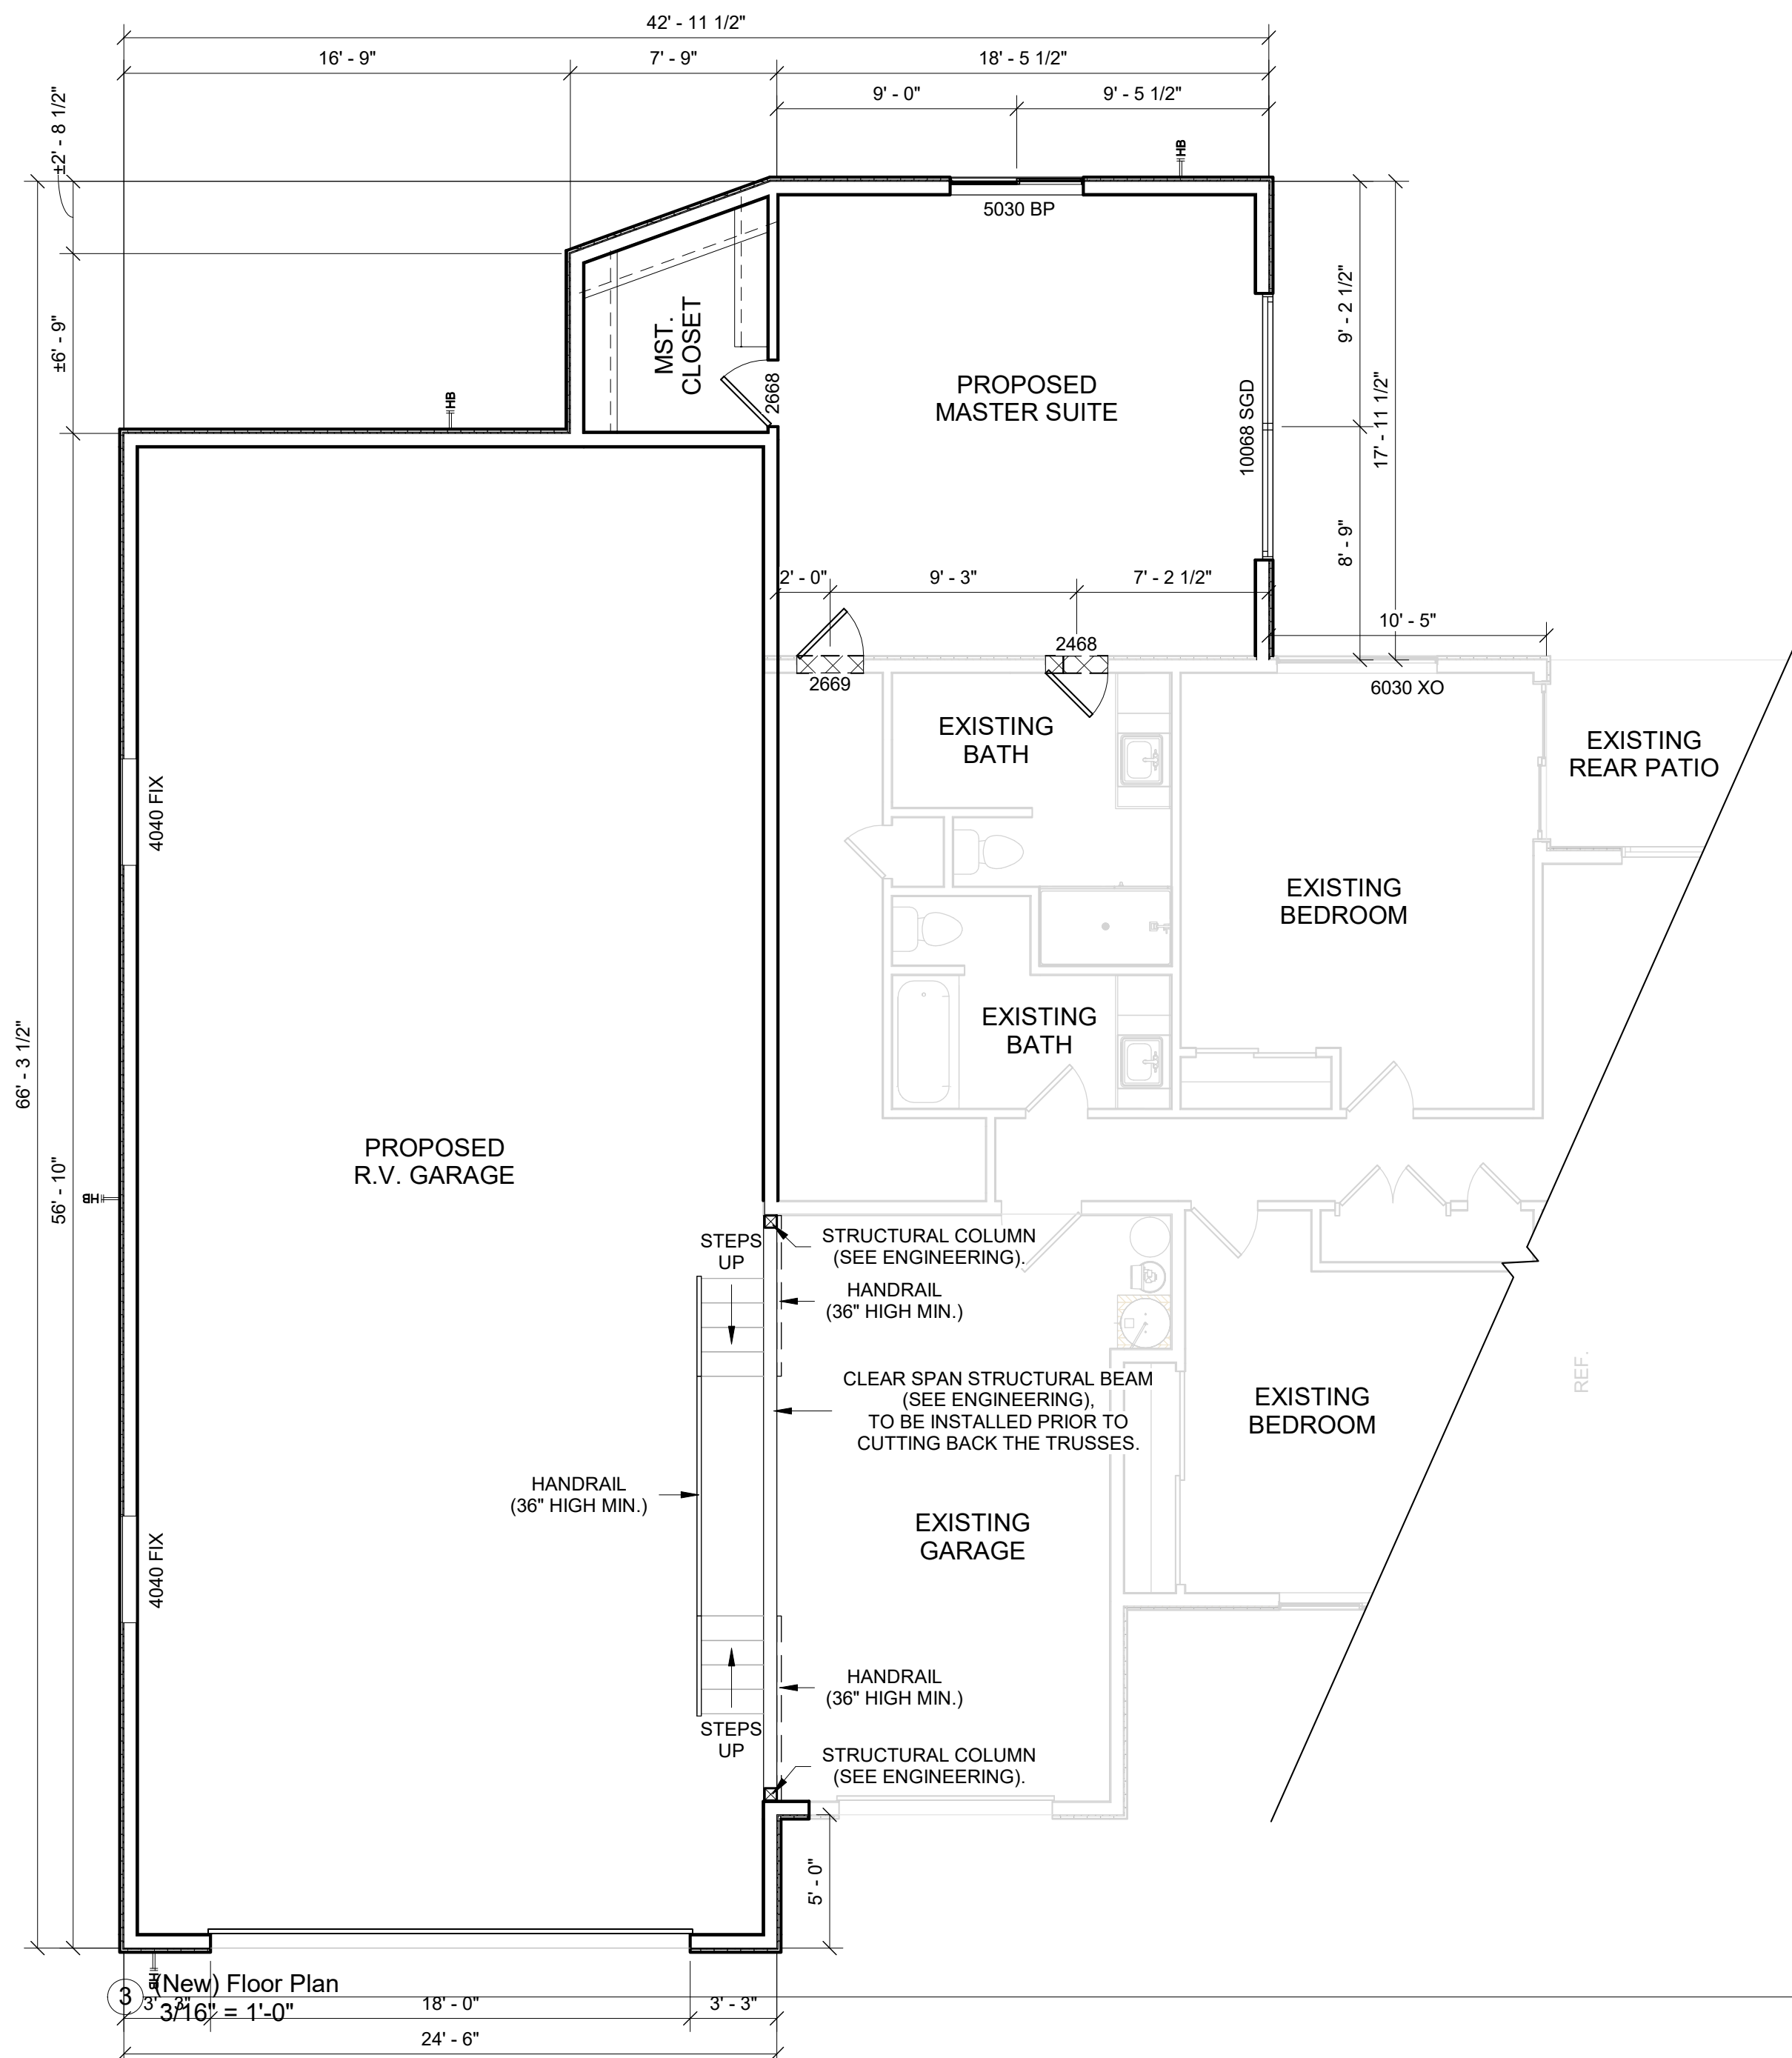 42' - 11 1/2"
16' - 9"
7' - 9"
18' - 5 1/2"
9' - 0"
9' - 5 1/2"
±2' - 8 1/2"
HB
5030 BP
±6' - 9"
MST.
CLOSET
2668
PROPOSED
MASTER SUITE
10068 SGD
9' - 2 1/2"
17' - 11 1/2"
8' - 9"
HB
2' - 0"
9' - 3"
7' - 2 1/2"
10' - 5"
2669
2468
6030 XO
EXISTING
BATH
EXISTING
REAR PATIO
4040 FIX
EXISTING
BEDROOM
EXISTING
BATH
66' - 3 1/2"
56' - 10"
PROPOSED
R.V. GARAGE
HB
STEPS
UP
STRUCTURAL COLUMN
(SEE ENGINEERING).
HANDRAIL
(36" HIGH MIN.)
CLEAR SPAN STRUCTURAL BEAM
(SEE ENGINEERING),
TO BE INSTALLED PRIOR TO
CUTTING BACK THE TRUSSES.
REF.
EXISTING
BEDROOM
HANDRAIL
(36" HIGH MIN.)
EXISTING
GARAGE
4040 FIX
HANDRAIL
(36" HIGH MIN.)
STEPS
UP
STRUCTURAL COLUMN
(SEE ENGINEERING).
5' - 0"
HB
3
(New) Floor Plan
3/16" = 1'-0"
3' - 3"
18' - 0"
3' - 3"
24' - 6"